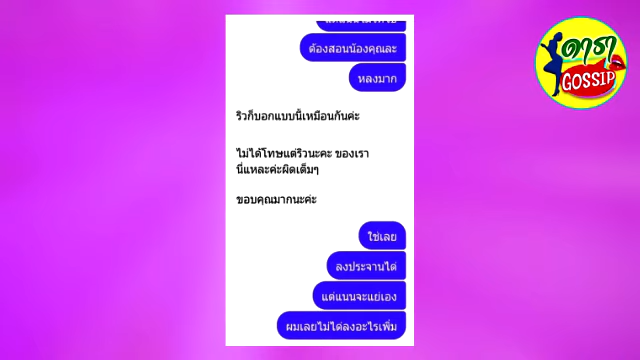 ต้องสอนน้องคุณละ
หลงมาก
ริวก็บอกแบบนี้เหมือนกันค่ะ
ไม่ได้โทษแต่ริวนะคะ ของเรา
นี่แหละค่ะผิดเต็มๆ
ขอบคุณมากนะค่ะ
ใช่เลย
ลงประจานได้
แต่แนนจะแย่เอง
ผมเลยไม่ได้ลงอะไรเพิ่ม
ดารา
GOSSIP